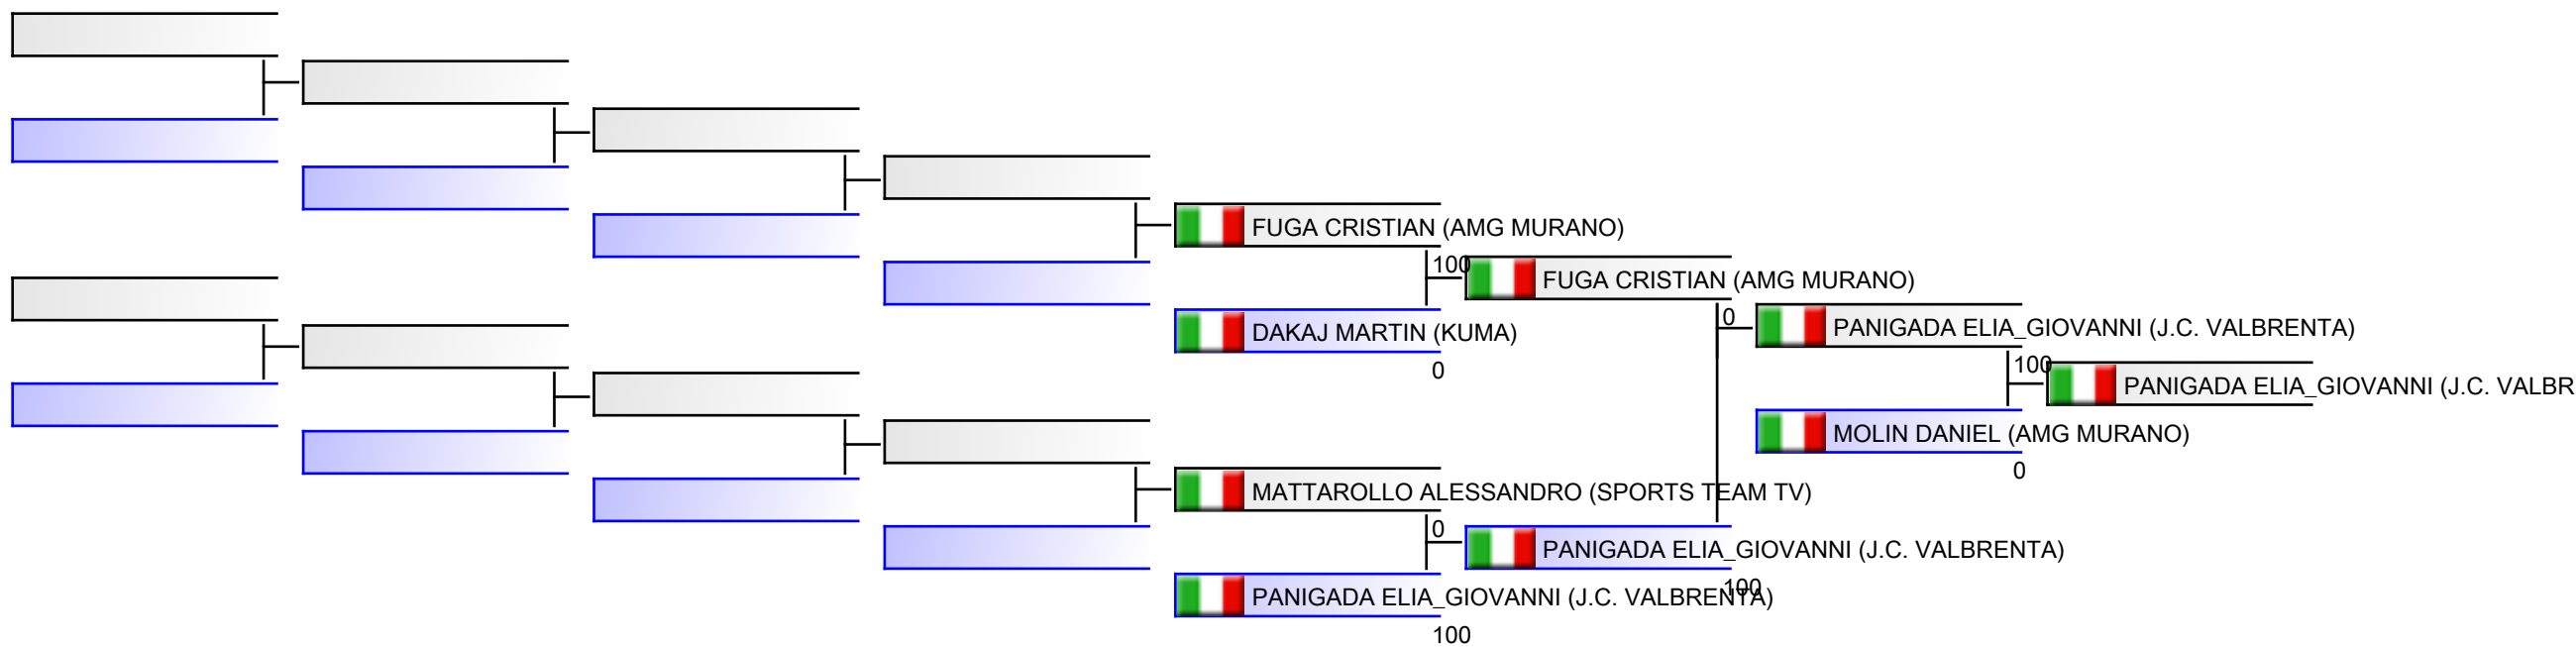 FUGA CRISTIAN (AMG MURANO)
100
FUGA CRISTIAN (AMG MURANO)
0
DAKAJ MARTIN (KUMA)
0
PANIGADA ELIA_GIOVANNI (J.C. VALBRENTA)
100
PANIGADA ELIA_GIOVANNI (J.C. VALBR
MOLIN DANIEL (AMG MURANO)
0
MATTAROLLO ALESSANDRO (SPORTS TEAM TV)
0
PANIGADA ELIA_GIOVANNI (J.C. VALBRENTA)
100
PANIGADA ELIA_GIOVANNI (J.C. VALBRENTA)
100